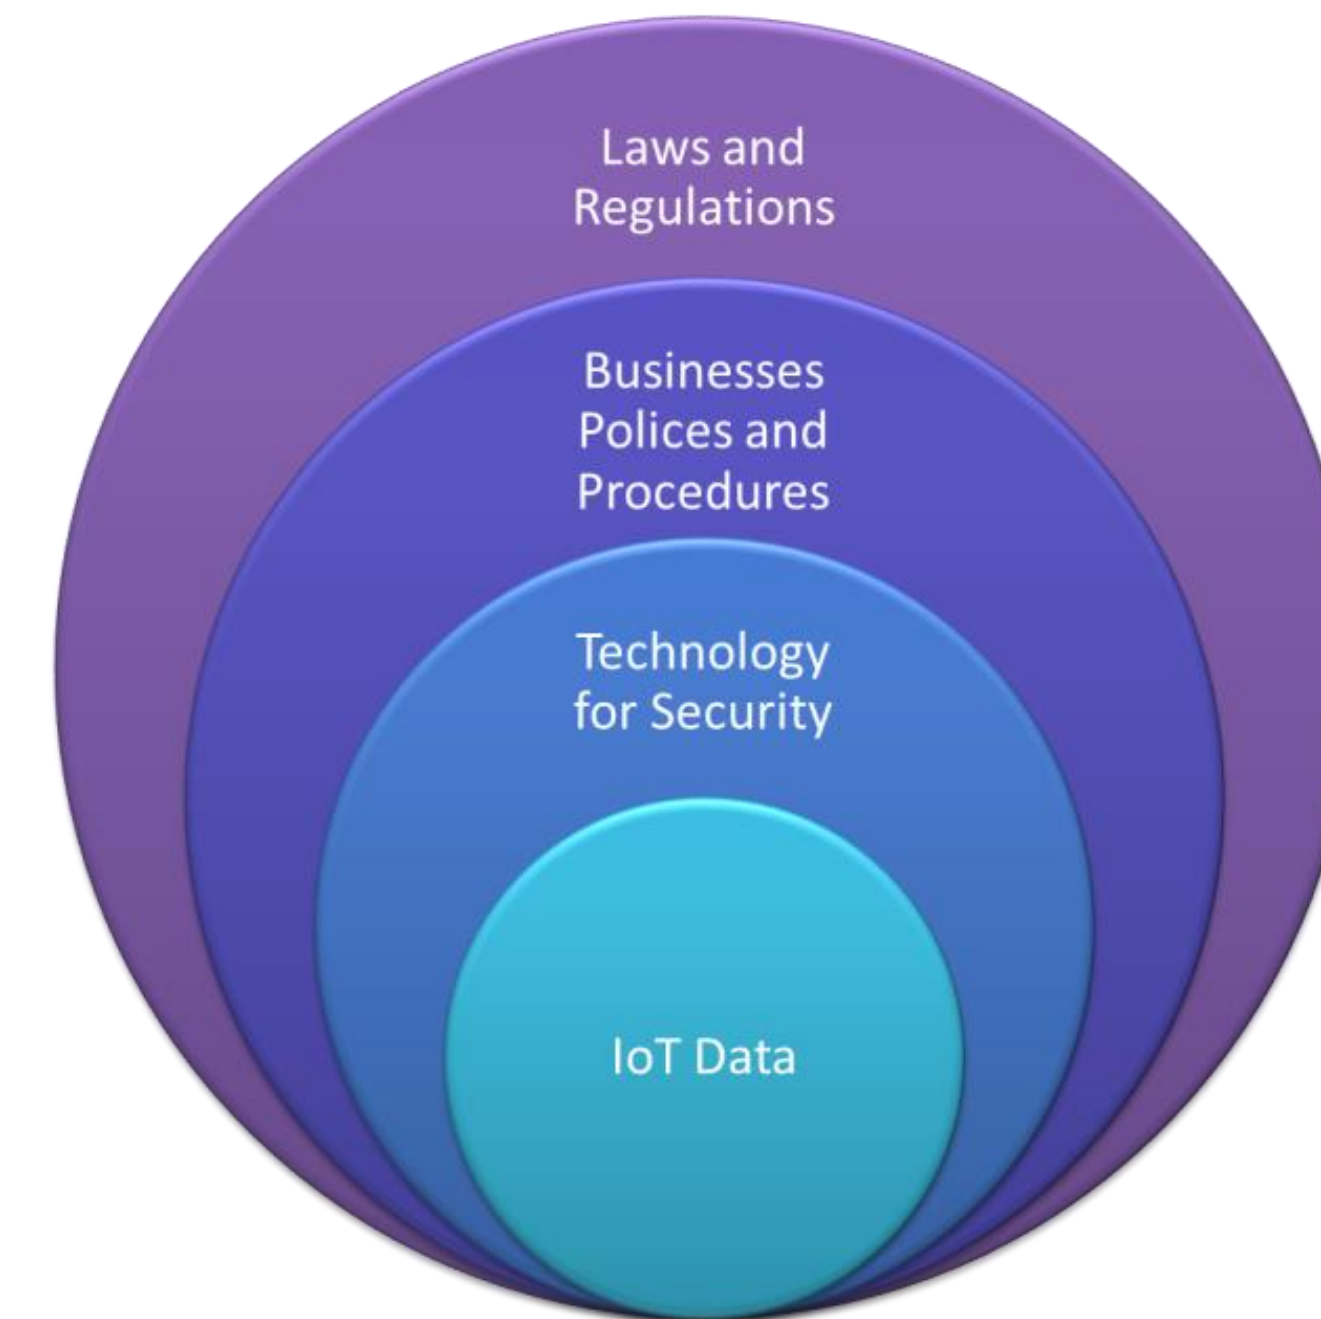 Laws and
Regulations
Businesses
Polices and
Procedures
Technology
for Security
IoT Data